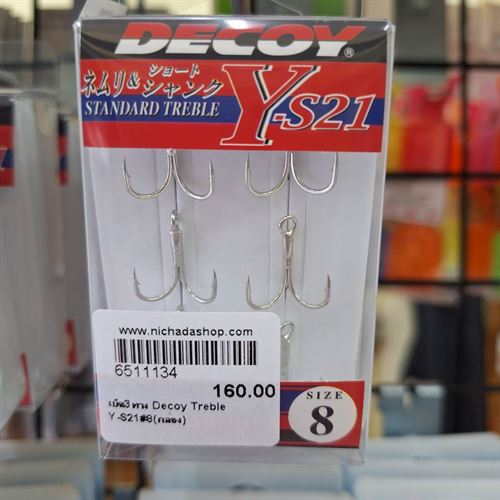 DECOY®
ネムリ&ショートシャンク
STANDARD TREBLE
Y-S21
www.nichadashop.com
6511134
160.00
เบ็ด3ทาง Decoy Treble
Y-S21#8(กล่อง)
SIZE
8